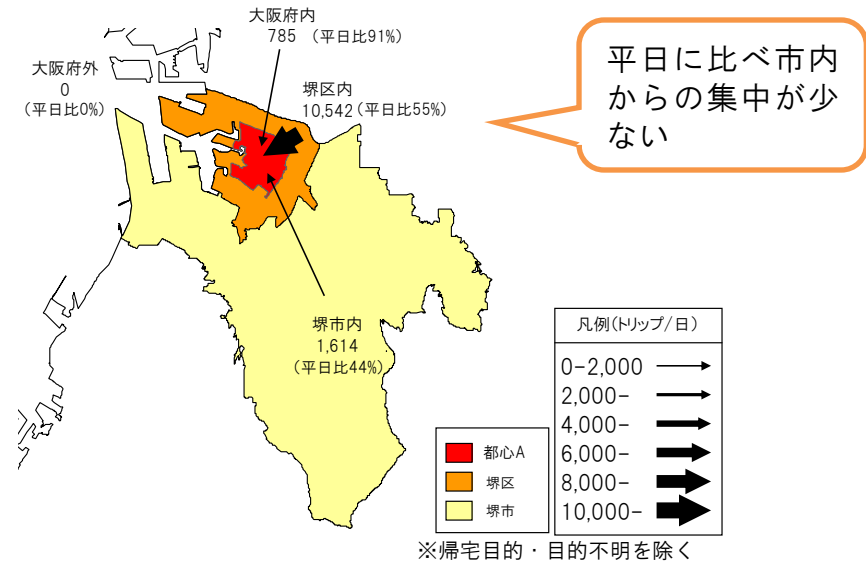 大阪府内
785 (平日比91%)
大阪府外
0
(平日比0%)
堺区内
10,542 (平日比55%)
平日に比べ市内
からの集中が少
ない
堺市内
1,614
(平日比44%)
凡例(トリップ/日)
0-2,000
2,000-
4,000-
6,000-
8,000-
10,000-
都心A
堺区
堺市
※帰宅目的・目的不明を除く